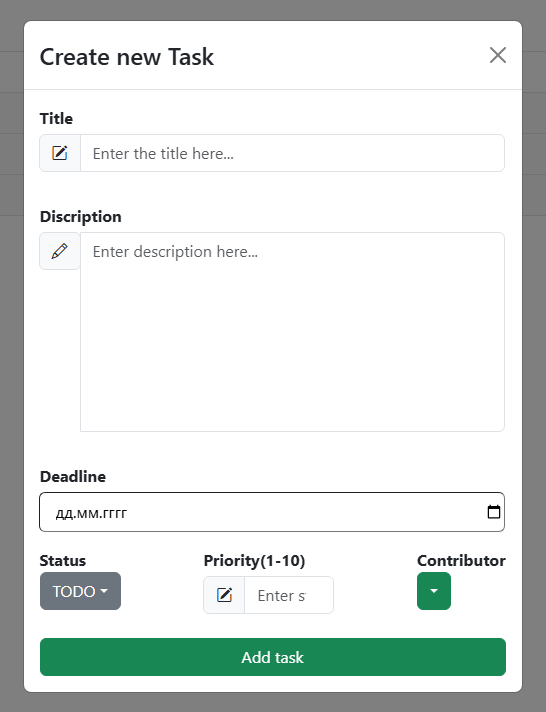 Create new Task
Title
Enter the title here...
Discription
Enter description here...
Deadline
дд.мм.гггг
Status Priority(1-10) Contributor
TODO Enter s
Add task